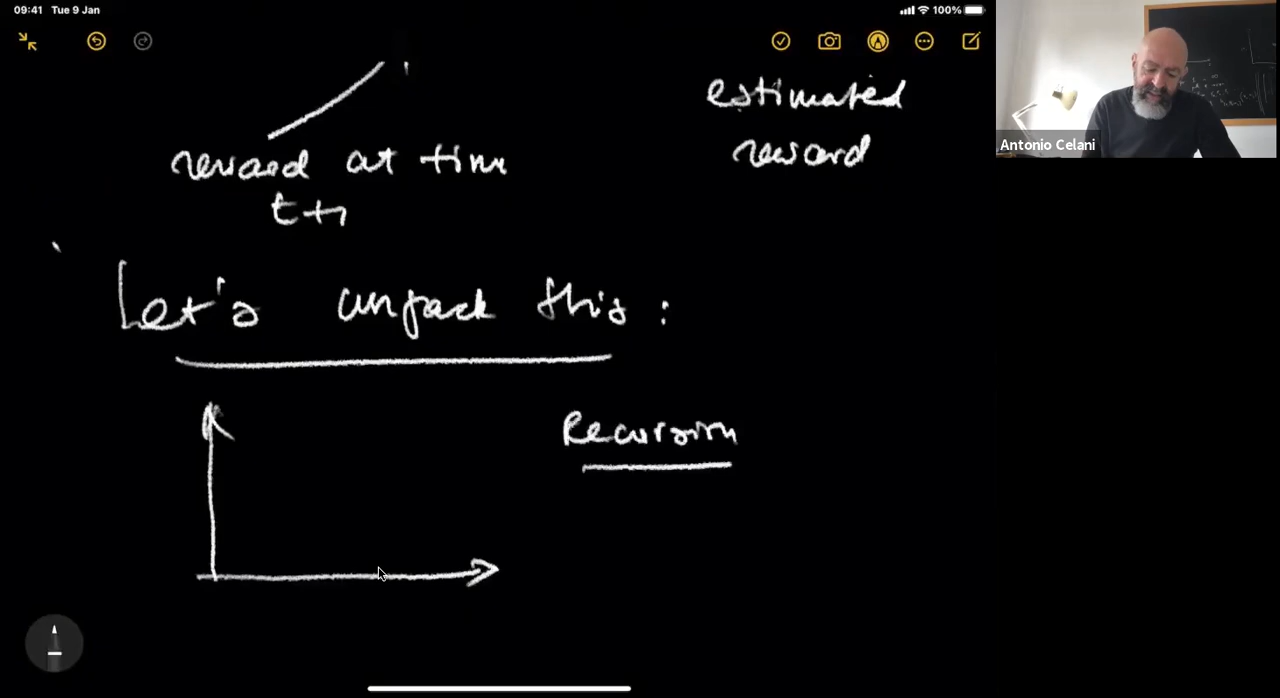 09:41 Tue 9 Jan
100%
estimated
reward
reward at time
t+1
Let's unpack this:
Recursion
Antonio Celani